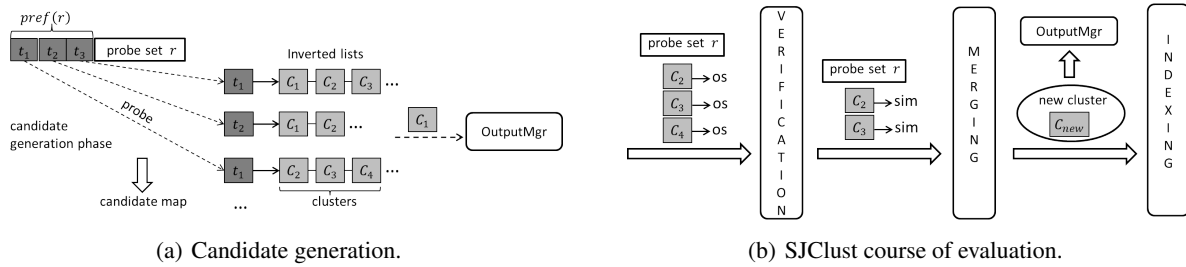 pref(r)
t₁ t₂ t₃ probe set r
Inverted lists
t₁ C₁ C₂ C₃ ...
probe
t₂ C₁ C₂ ...
C₁
OutputMgr
candidate
generation phase
t₁ C₂ C₃ C₄ ...
candidate map
...
clusters
(a) Candidate generation.
probe set r
C₂ os
C₃ os
C₄ os
VERIFICATION
probe set r
C₂ sim
C₃ sim
MERGING
OutputMgr
new cluster
Cnew
INDEXING
(b) SJClust course of evaluation.